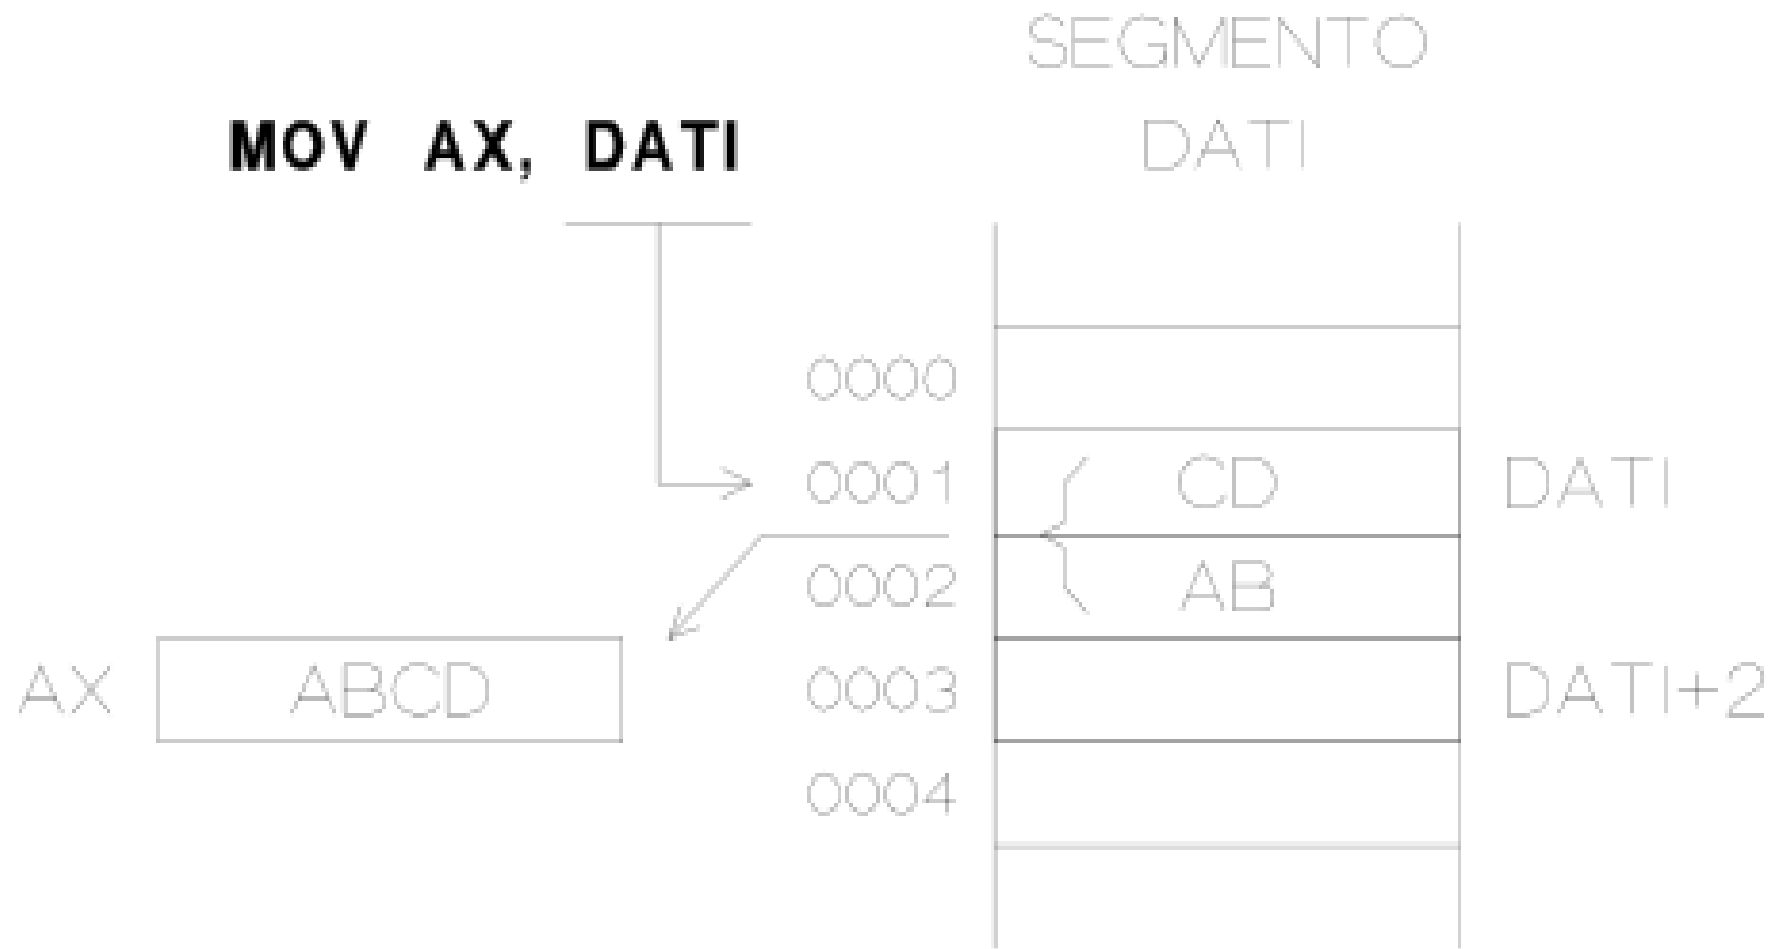 SEGMENTO
MOV AX, DATI
DATI
0000
0001 CD DATI
0002 AB
AX ABCD 0003 DATI+2
0004